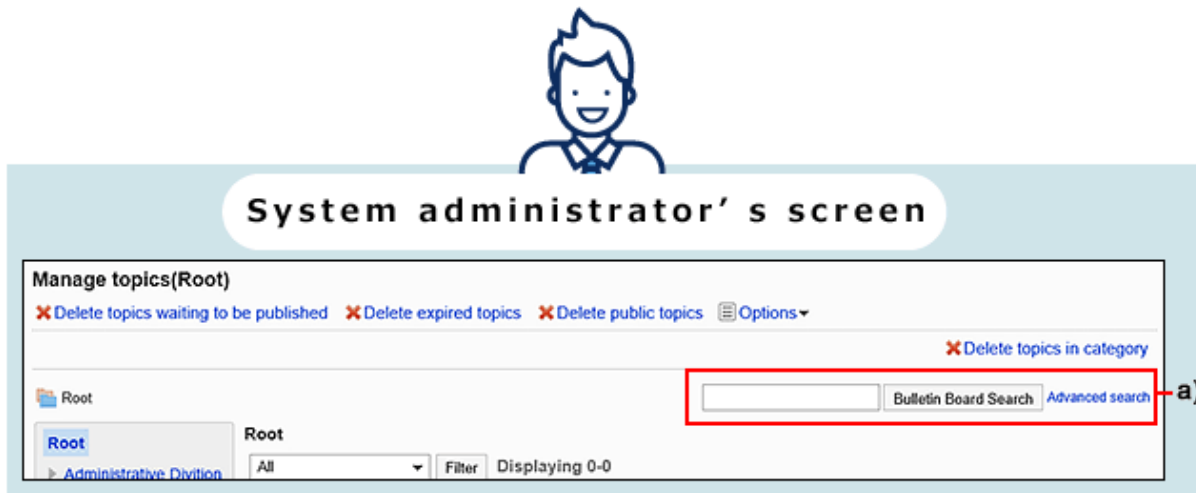 System administrator’ s screen
Manage topics(Root)
Delete topics waiting to be published Delete expired topics Delete public topics Options
Delete topics in category
Root
Bulletin Board Search Advanced search
a)
Root
Root
All Filter Displaying 0-0
Administrative Divition